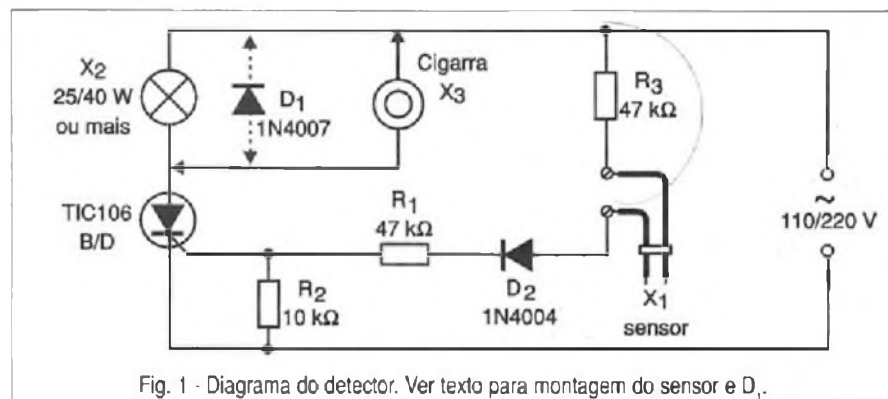 X2
25/40 W
ou mais
D1
1N4007
Cigarra
X3
R3
47 kΩ
TIC106
B/D
R1
47 kΩ
R2
10 kΩ
D2
1N4004
X1
sensor
~
110/220 V
Fig. 1 - Diagrama do detector. Ver texto para montagem do sensor e D1.